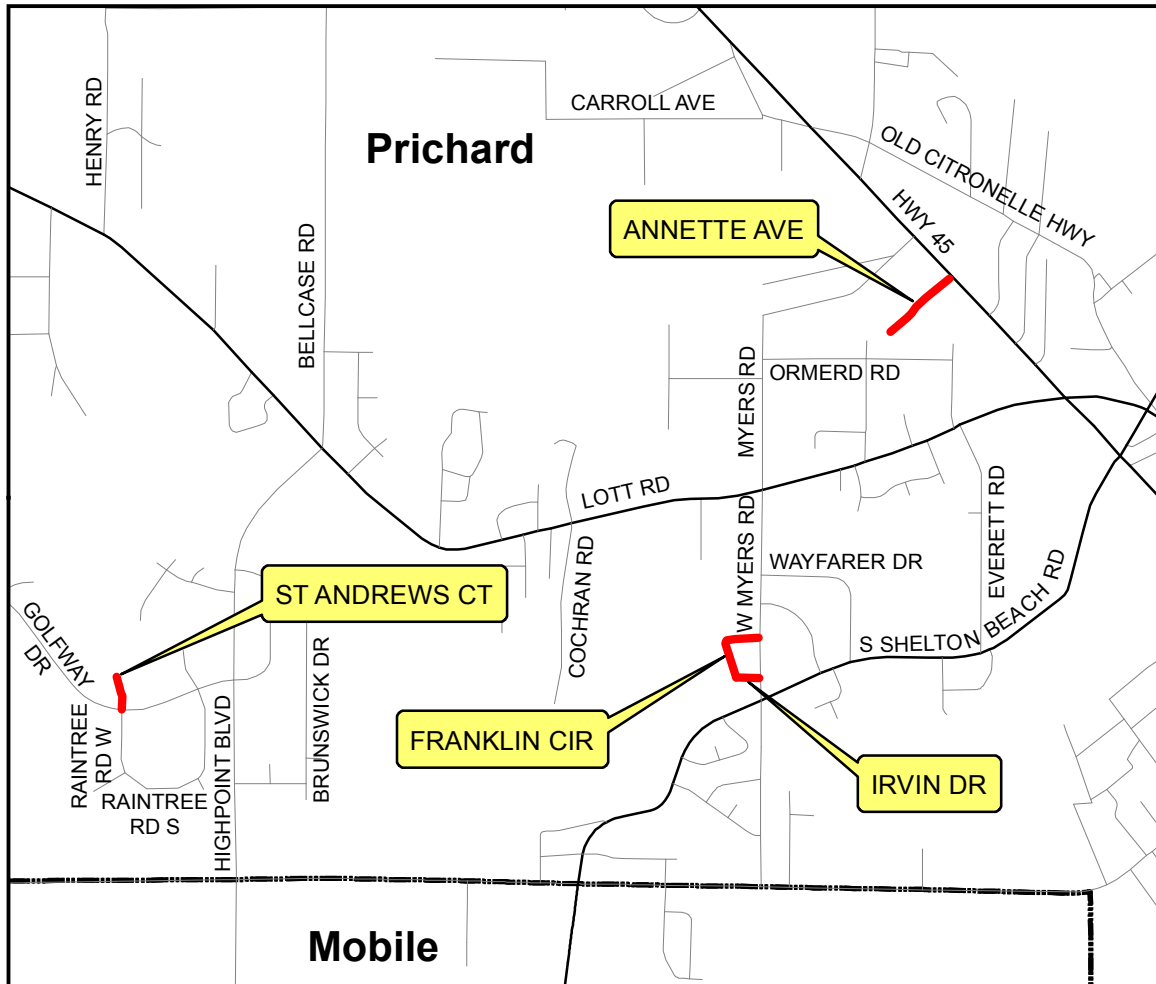 CARROLL AVE
HENRY RD
Prichard
OLD CITRONELLE HWY
ANNETTE AVE
HWY 45
BELLCASE RD
MYERS RD
ORMERD RD
LOTT RD
W MYERS RD
EVERETT RD
COCHRAN RD
WAYFARER DR
ST ANDREWS CT
GOLFWAY
DR
S SHELTON BEACH RD
BRUNSWICK DR
HIGHPOINT BLVD
RAINTREE
RD W
FRANKLIN CIR
IRVIN DR
RAINTREE
RD S
Mobile